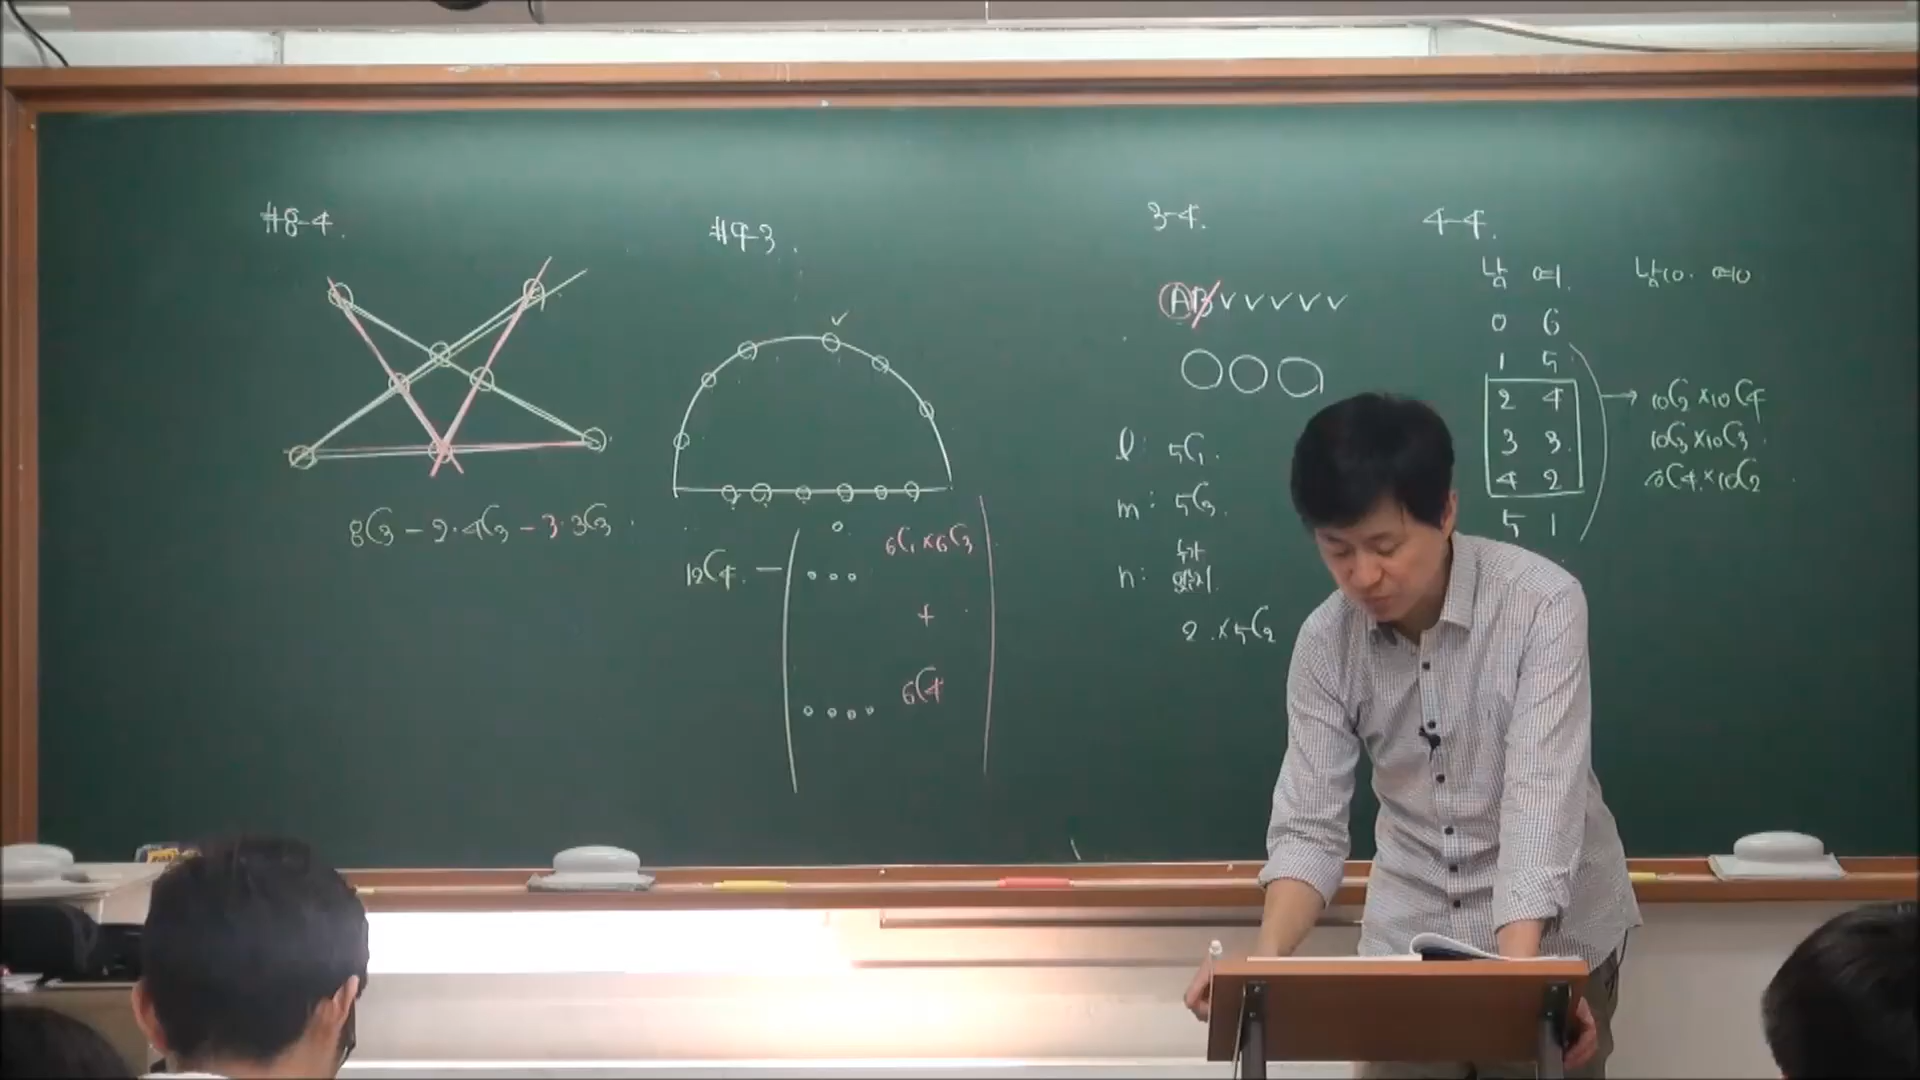 #8-4.
₈C₃ - 2·₄C₃ - 3·₃C₃
#9-3.
₁₂C₄ -
₆C₁×₆C₃
+
₆C₄
3-4.
A B ∨ ∨ ∨ ∨ ∨
l: ₅C₁.
m: ₅C₃.
n:
2 × ₅C₂
4-4.
남 여
0 6
1 5
2 4
3 3
4 2
5 1
남10. 여10
→ ₁₀C₂×₁₀C₄
₁₀C₃×₁₀C₃
₁₀C₄×₁₀C₂